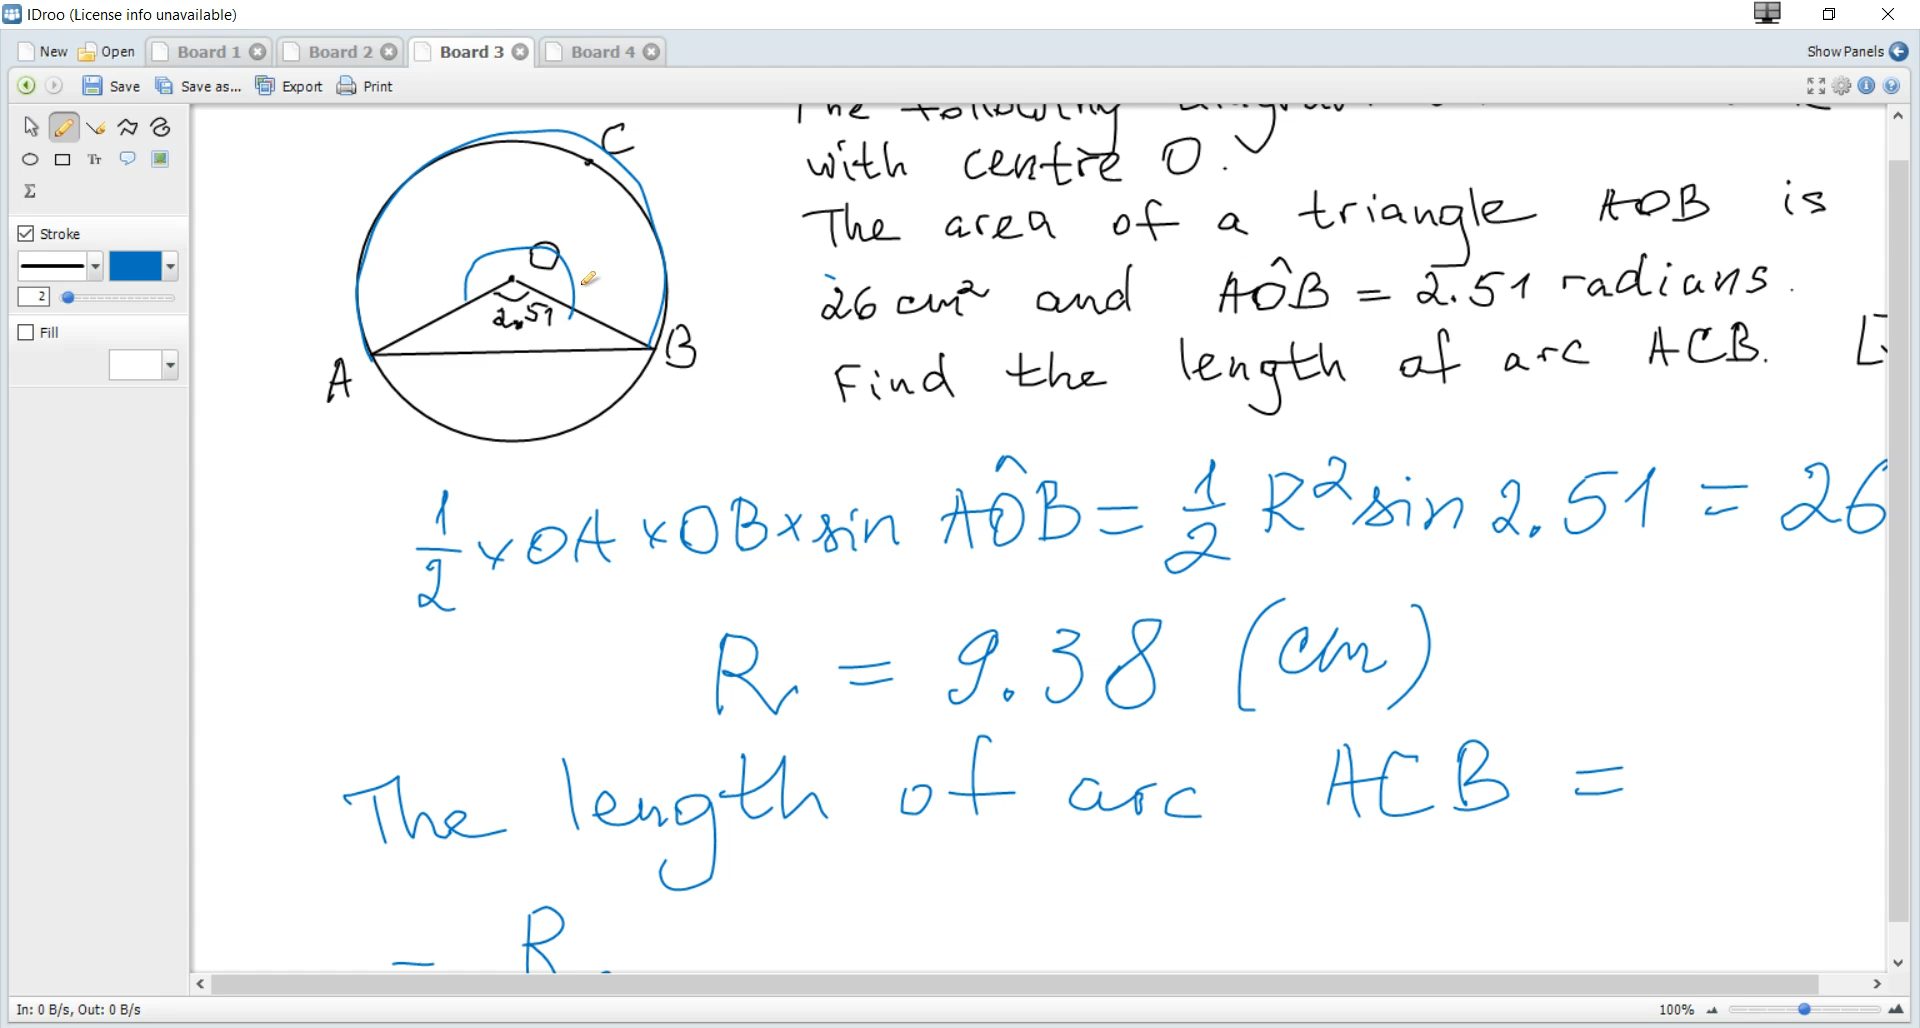 IDroo (License info unavailable)
New Open Board 1 Board 2 Board 3 Board 4 Show Panels
Save Save as... Export Print
Tt
Σ
Stroke
2
Fill
C
O
2.51
A
B
The following
with centre O.
The area of a triangle AOB is
26 cm² and AÔB = 2.51 radians.
Find the length of arc ACB. [
1/2 × OA × OB × sin AÔB = 1/2 R² sin 2.51 = 26
R = 9.38 (cm)
The length of arc ACB =
= R.
In: 0 B/s, Out: 0 B/s
100%